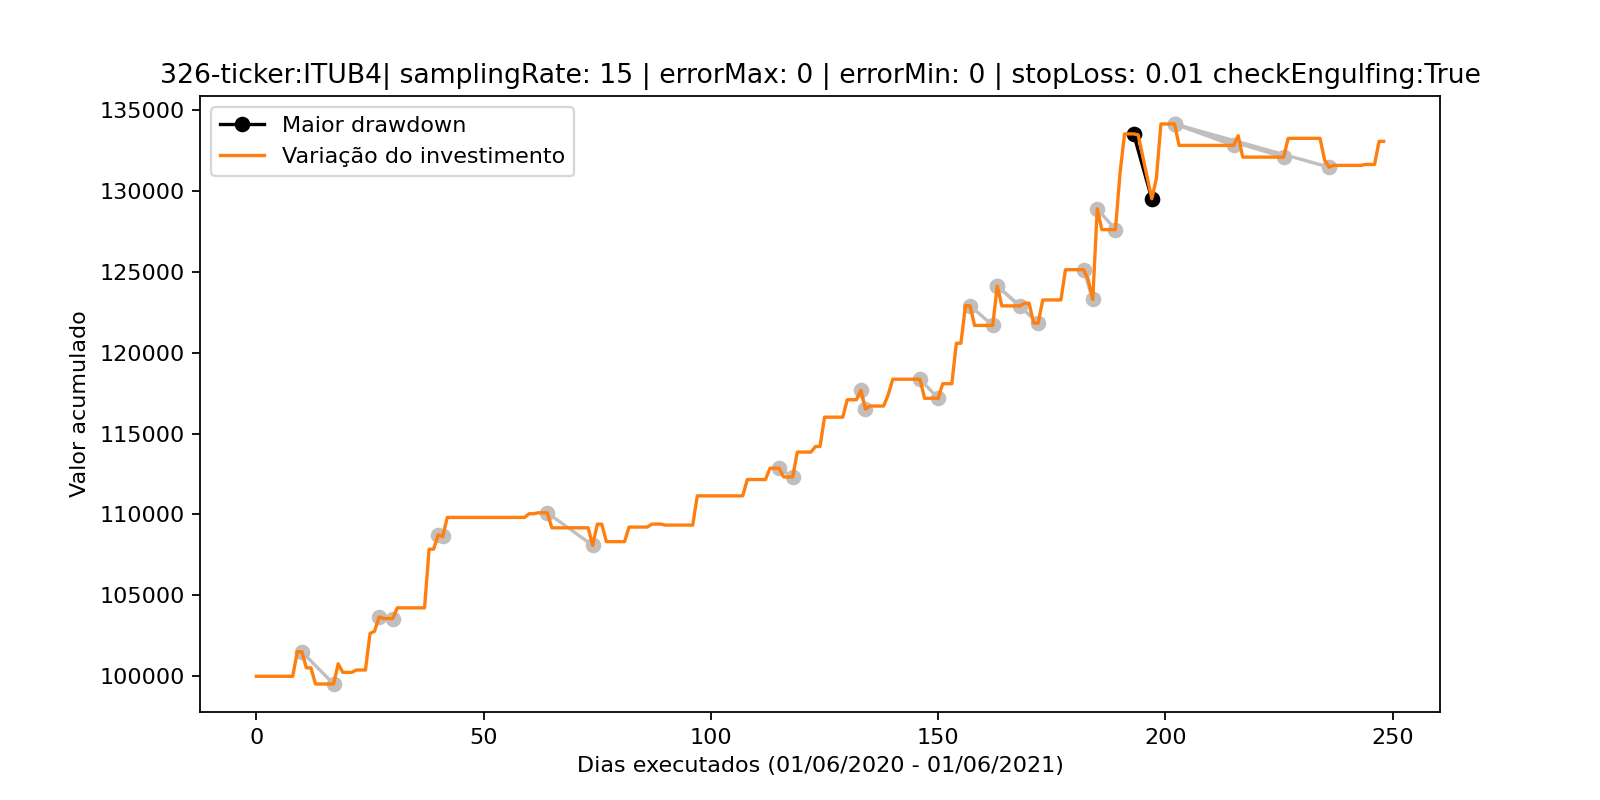 326-ticker:ITUB4| samplingRate: 15 | errorMax: 0 | errorMin: 0 | stopLoss: 0.01 checkEngulfing:True
Maior drawdown
Variação do investimento
135000
130000
125000
120000
115000
110000
105000
100000
Valor acumulado
0 50 100 150 200 250
Dias executados (01/06/2020 - 01/06/2021)